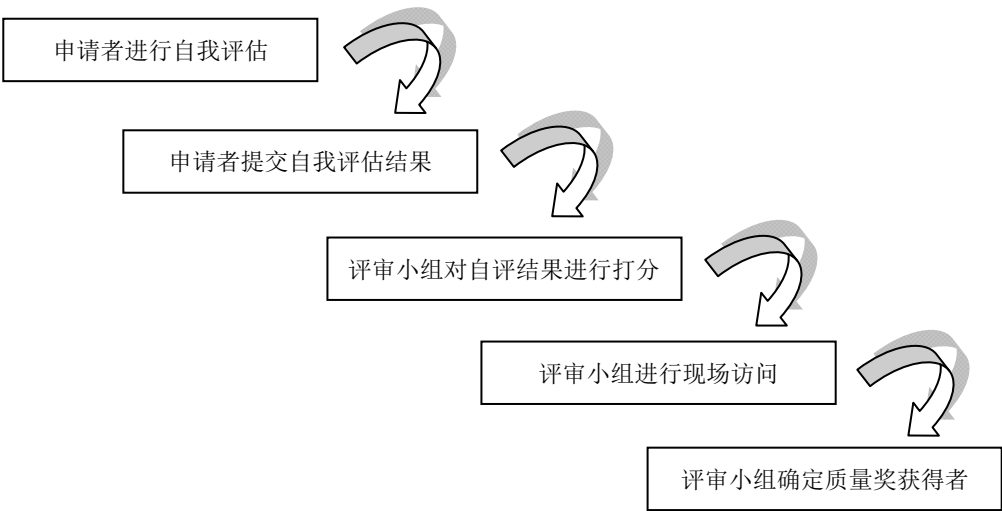 申请者进行自我评估
申请者提交自我评估结果
评审小组对自评结果进行打分
评审小组进行现场访问
评审小组确定质量奖获得者